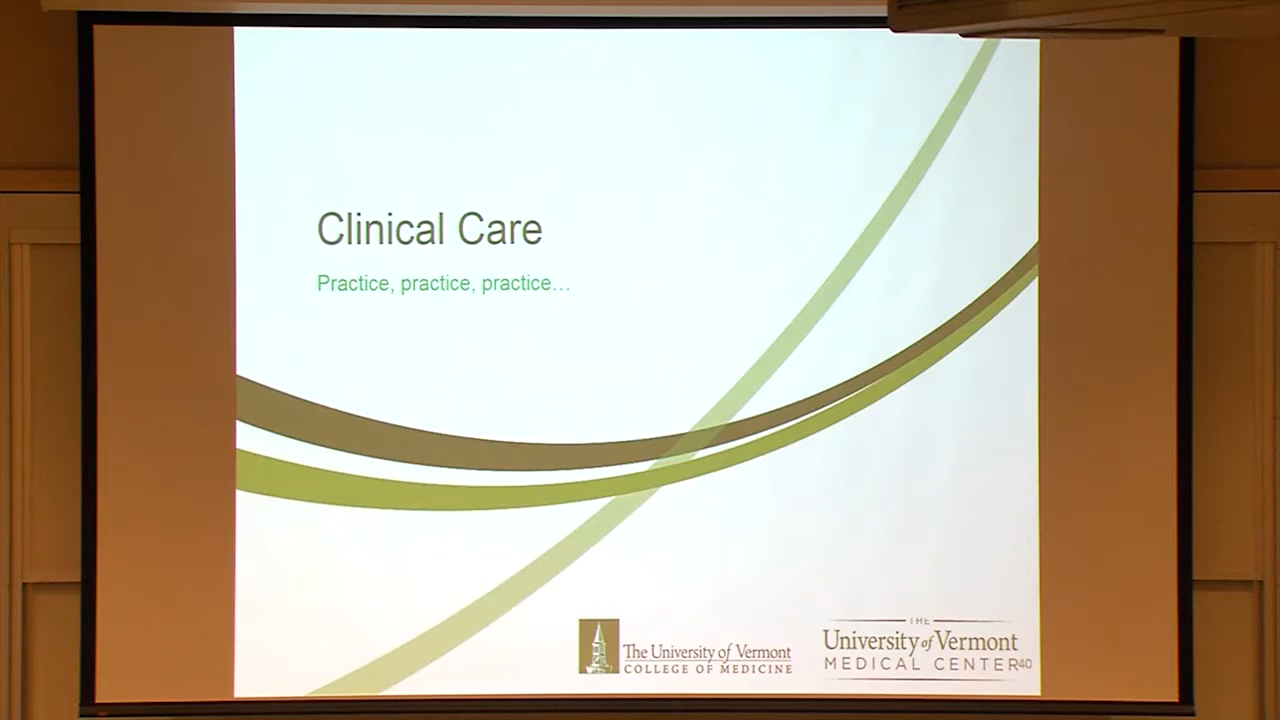 Clinical Care
Practice, practice, practice...
The University of Vermont
COLLEGE OF MEDICINE
THE
University of Vermont
MEDICAL CENTER
40